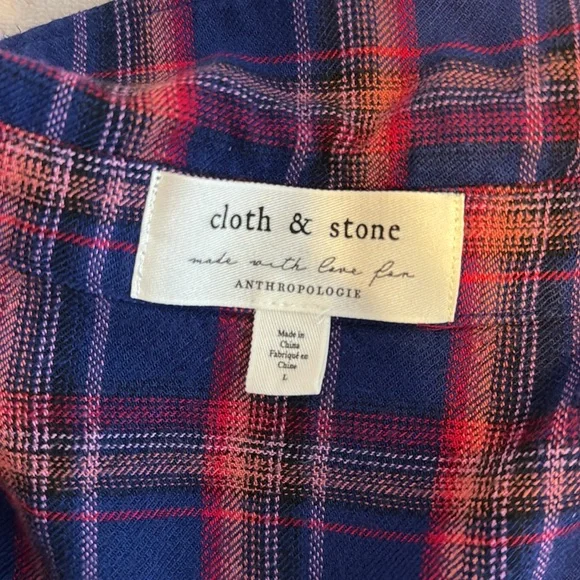 cloth & stone
made with love for
ANTHROPOLOGIE
Made in
China
Fabriqué en
Chine
L